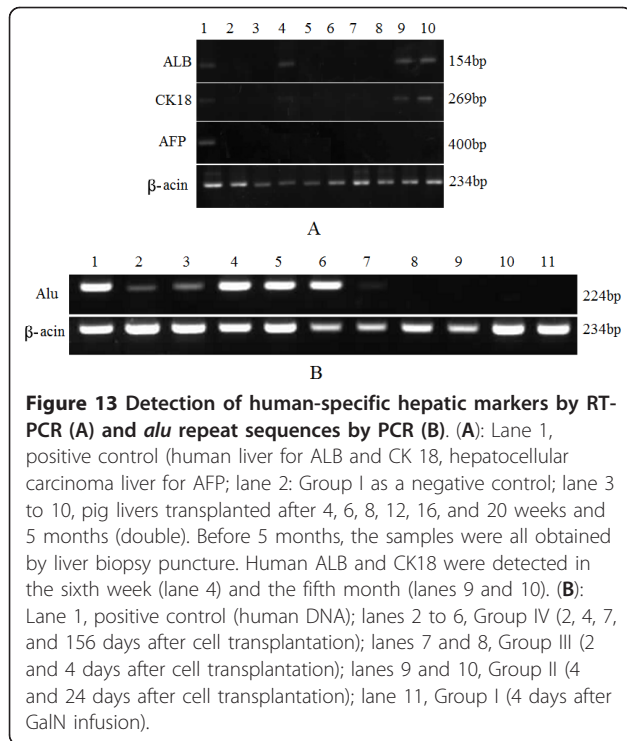 1 2 3 4 5 6 7 8 9 10
ALB 154bp
CK18 269bp
AFP 400bp
β-acin 234bp
A
1 2 3 4 5 6 7 8 9 10 11
Alu 224bp
β-acin 234bp
B
Figure 13 Detection of human-specific hepatic markers by RT-
PCR (A) and alu repeat sequences by PCR (B). (A): Lane 1,
positive control (human liver for ALB and CK 18, hepatocellular
carcinoma liver for AFP; lane 2: Group I as a negative control; lane 3
to 10, pig livers transplanted after 4, 6, 8, 12, 16, and 20 weeks and
5 months (double). Before 5 months, the samples were all obtained
by liver biopsy puncture. Human ALB and CK18 were detected in
the sixth week (lane 4) and the fifth month (lanes 9 and 10). (B):
Lane 1, positive control (human DNA); lanes 2 to 6, Group IV (2, 4, 7,
and 156 days after cell transplantation); lanes 7 and 8, Group III (2
and 4 days after cell transplantation); lanes 9 and 10, Group II (4
and 24 days after cell transplantation); lane 11, Group I (4 days after
GalN infusion).